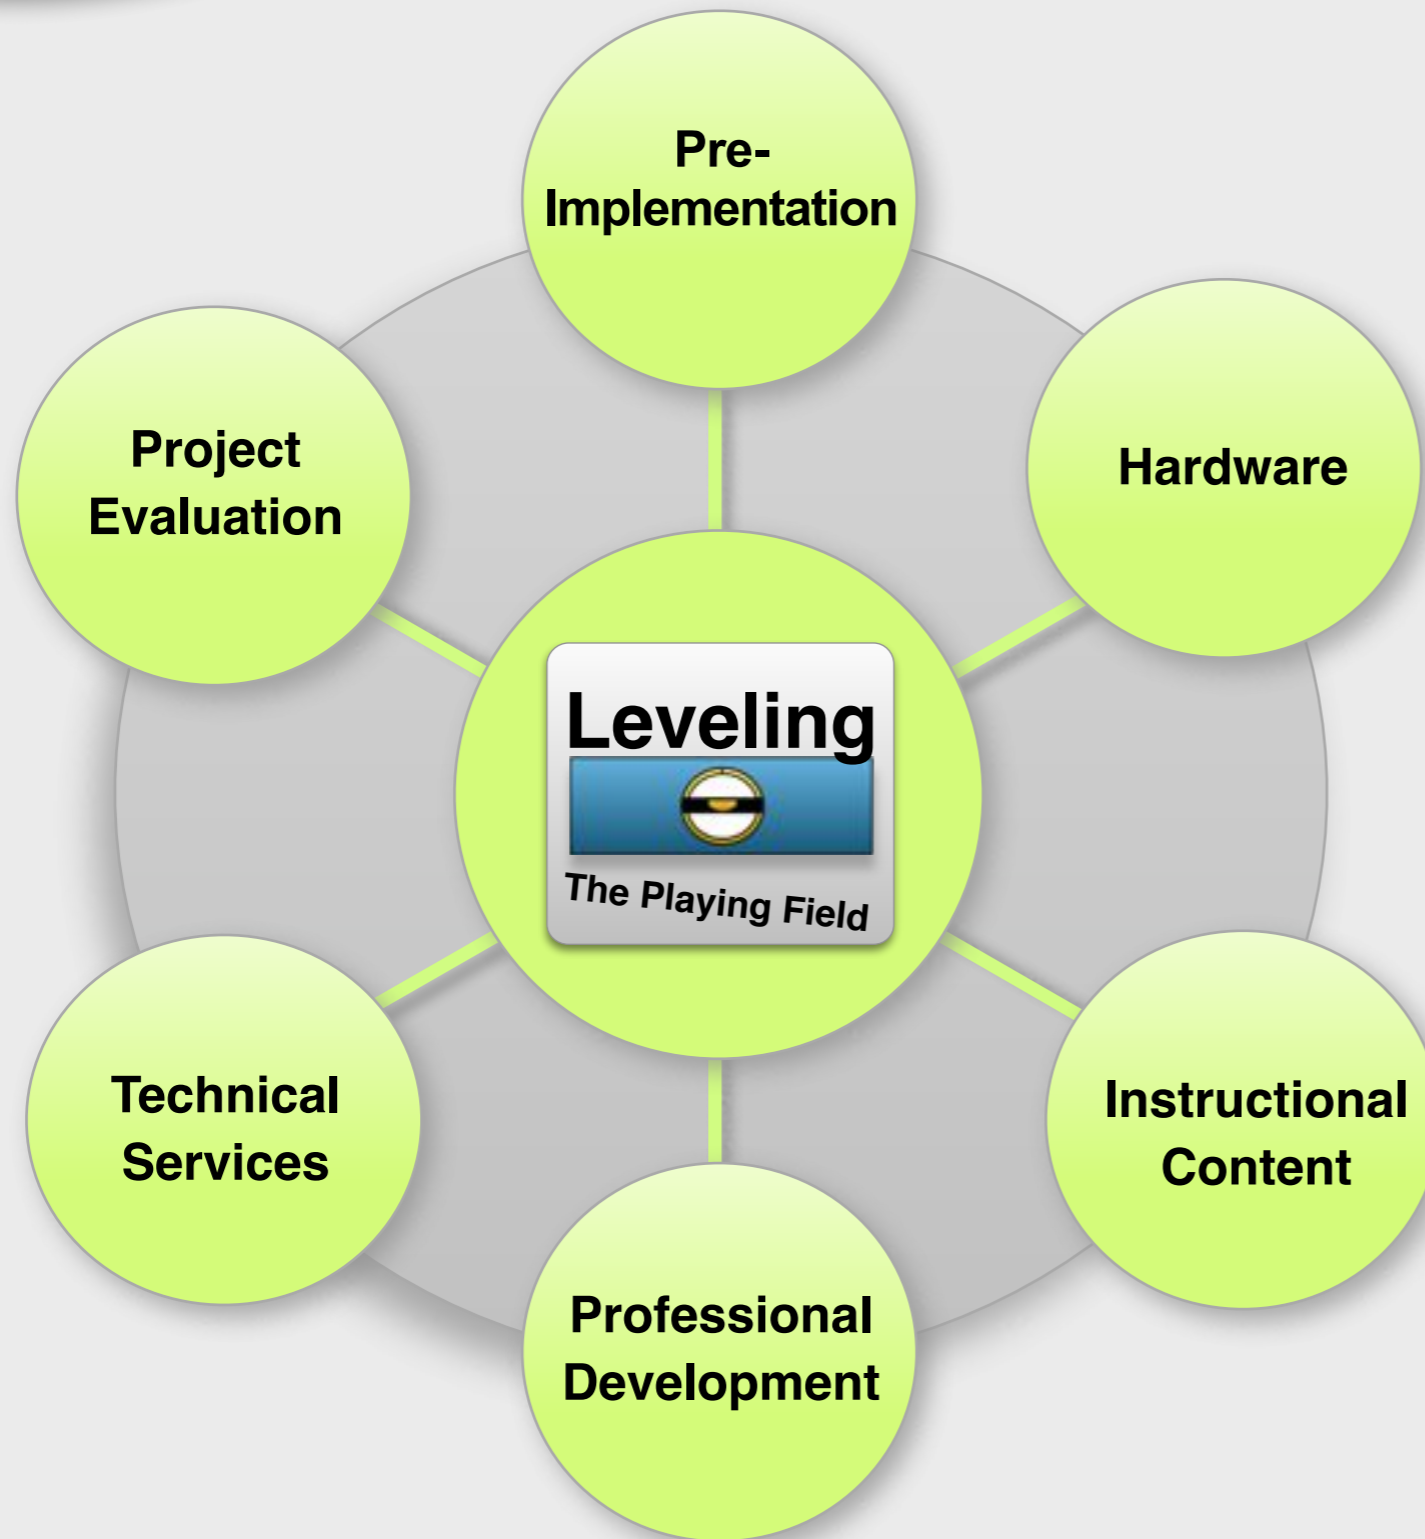 Pre-
Implementation
Hardware
Project
Evaluation
Leveling
The Playing Field
Technical
Services
Instructional
Content
Professional
Development